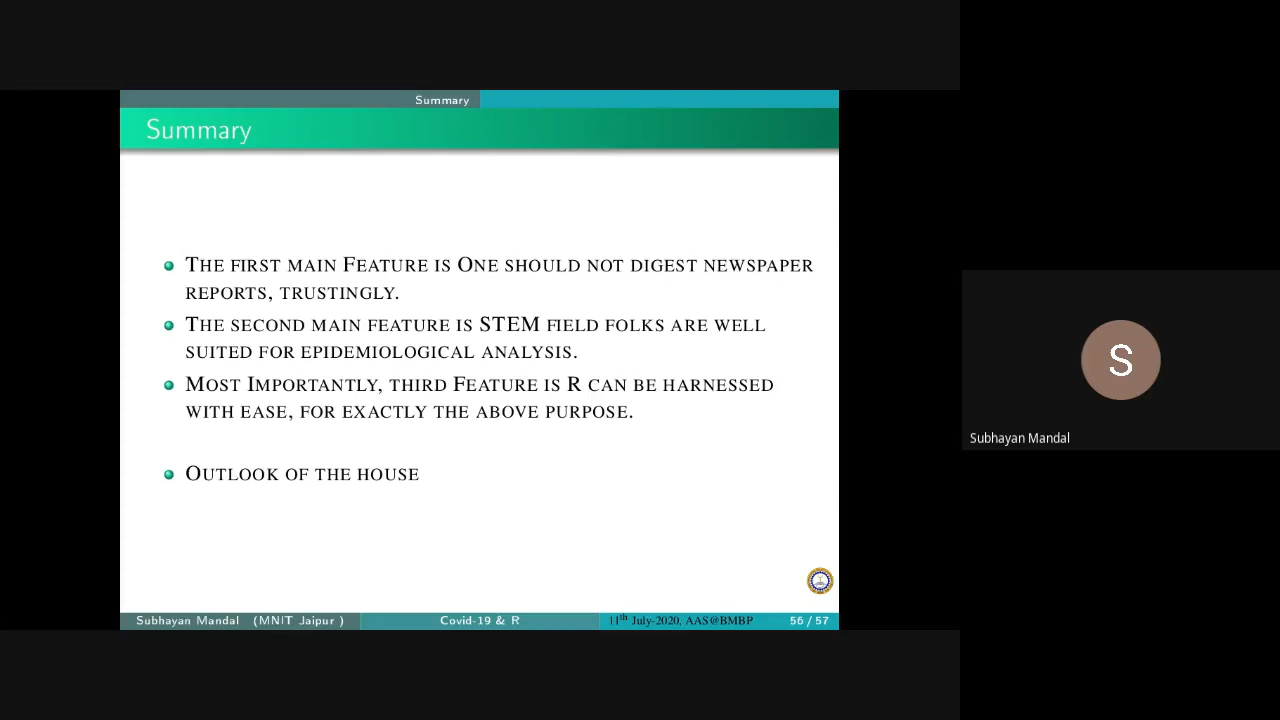 Summary
Summary
The first main Feature is One should not digest newspaper
reports, trustingly.
The second main feature is STEM field folks are well
suited for epidemiological analysis.
Most Importantly, third Feature is R can be harnessed
with ease, for exactly the above purpose.
Outlook of the house
Subhayan Mandal (MNIT Jaipur ) Covid-19 & R 11th July-2020, AAS@BMBP 56 / 57
S
Subhayan Mandal